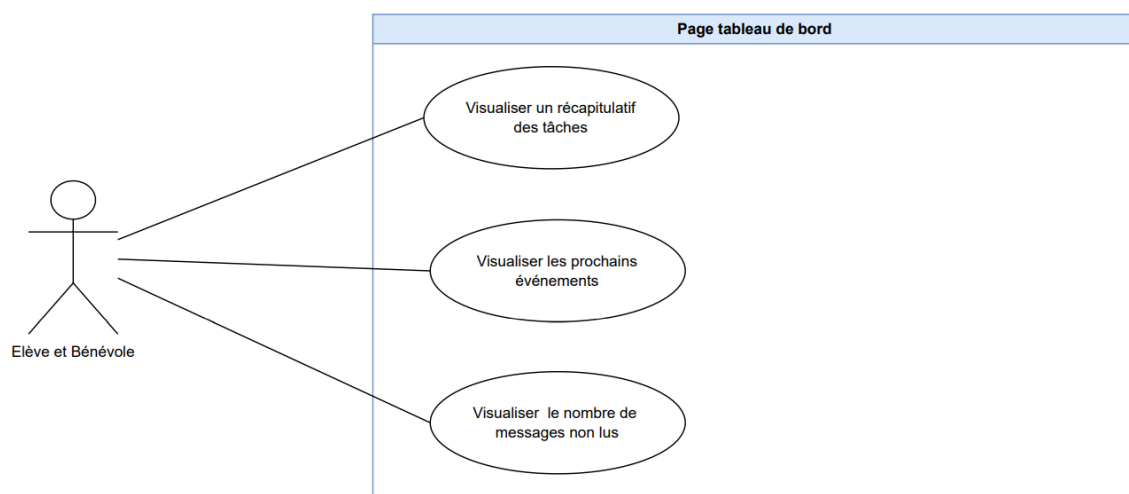 Page tableau de bord
Visualiser un récapitulatif
des tâches
Visualiser les prochains
événements
Elève et Bénévole
Visualiser le nombre de
messages non lus